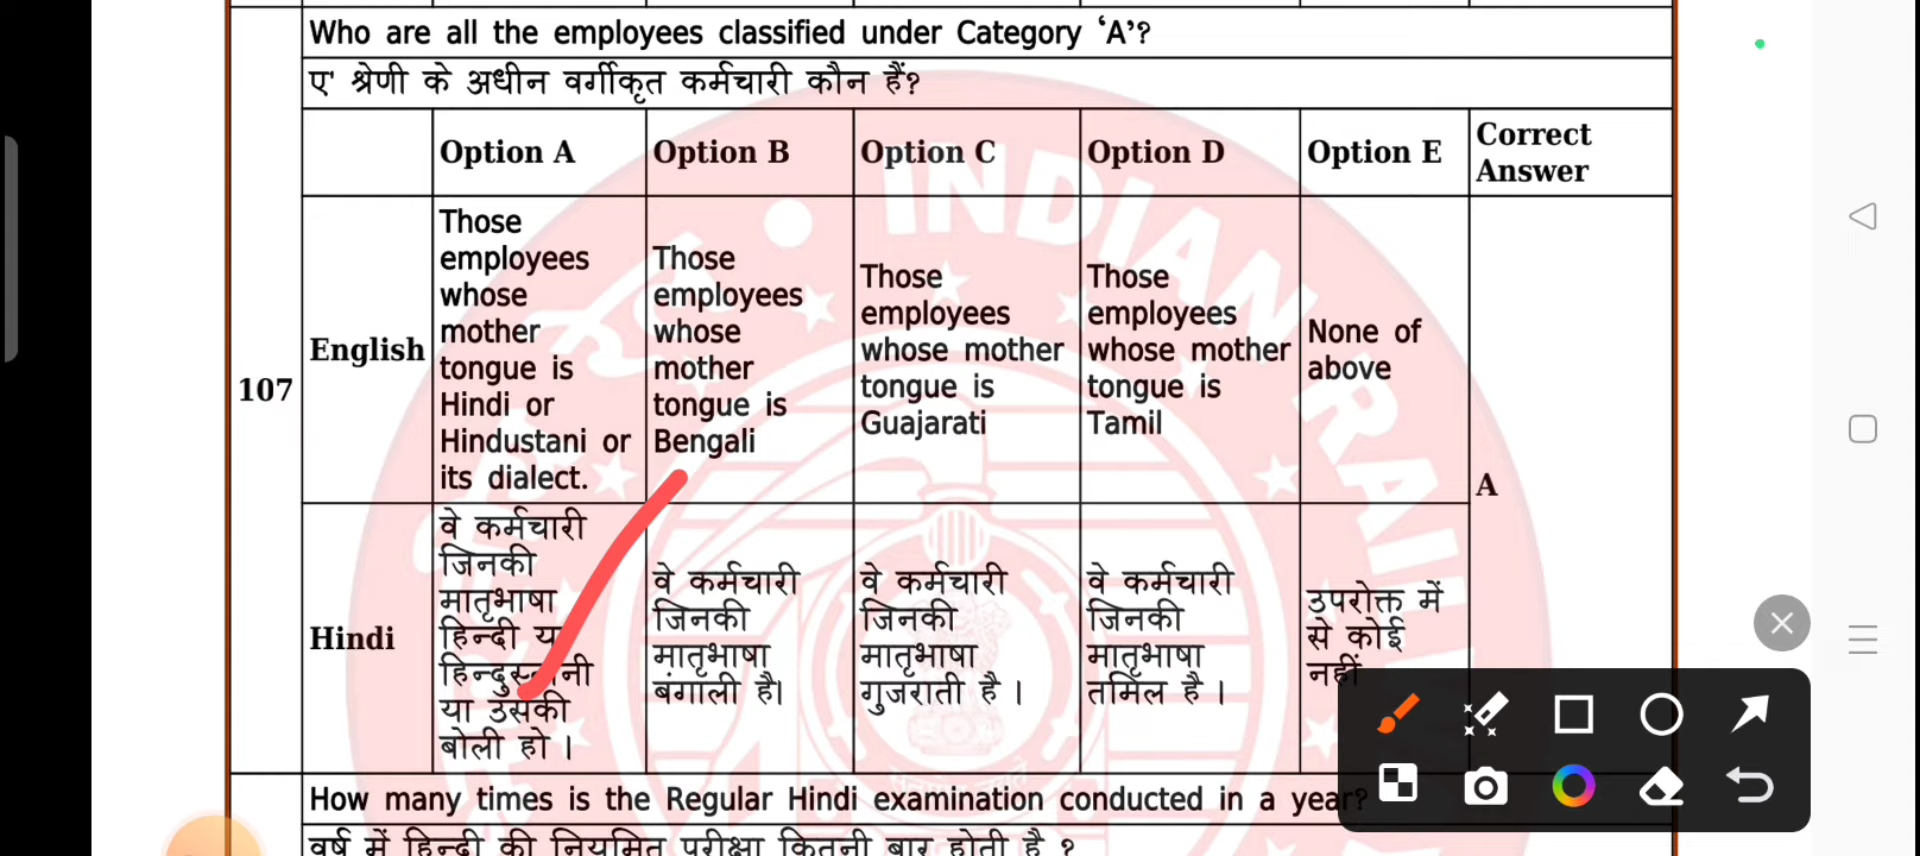 Who are all the employees classified under Category ‘A’?
ए' श्रेणी के अधीन वर्गीकृत कर्मचारी कौन हैं?
Option A
Option B
Option C
Option D
Option E
Correct
Answer
107
English
Those
employees
whose
mother
tongue is
Hindi or
Hindustani or
its dialect.
Those
employees
whose
mother
tongue is
Bengali
Those
employees
whose mother
tongue is
Guajarati
Those
employees
whose mother
tongue is
Tamil
None of
above
A
Hindi
वे कर्मचारी
जिनकी
मातृभाषा
हिन्दी
या उसकी
बोली हो ।
वे कर्मचारी
जिनकी
मातृभाषा
बंगाली है।
वे कर्मचारी
जिनकी
मातृभाषा
गुजराती है ।
वे कर्मचारी
जिनकी
मातृभाषा
तमिल है ।
उपरोक्त में
से कोई
नहीं
How many times is the Regular Hindi examination conducted in a year?
वर्ष में हिन्दी की नियमित परीक्षा कितनी बार होती है ?
INDIAN RAIL